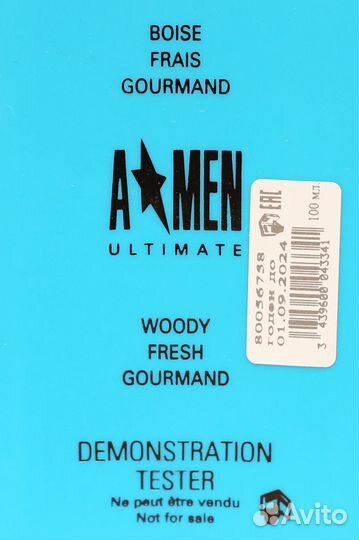 BOISE
FRAIS
GOURMAND
A★MEN
ULTIMATE
80056758
годен до
01.09.2024
3 439600 043341
EAC
100 мл.
WOODY
FRESH
GOURMAND
DEMONSTRATION
TESTER
Ne peut être vendu
Not for sale
Avito